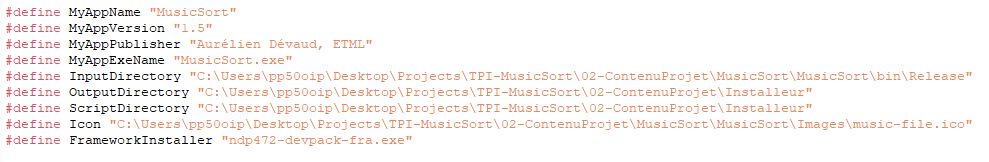 #define MyAppName "MusicSort"
#define MyAppVersion "1.5"
#define MyAppPublisher "Aurélien Dévaud, ETML"
#define MyAppExeName "MusicSort.exe"
#define InputDirectory "C:\Users\pp50oip\Desktop\Projects\TPI-MusicSort\02-ContenuProjet\MusicSort\MusicSort\bin\Release"
#define OutputDirectory "C:\Users\pp50oip\Desktop\Projects\TPI-MusicSort\02-ContenuProjet\Installeur"
#define ScriptDirectory "C:\Users\pp50oip\Desktop\Projects\TPI-MusicSort\02-ContenuProjet\Installeur"
#define Icon "C:\Users\pp50oip\Desktop\Projects\TPI-MusicSort\02-ContenuProjet\MusicSort\MusicSort\Images\music-file.ico"
#define FrameworkInstaller "ndp472-devpack-fra.exe"